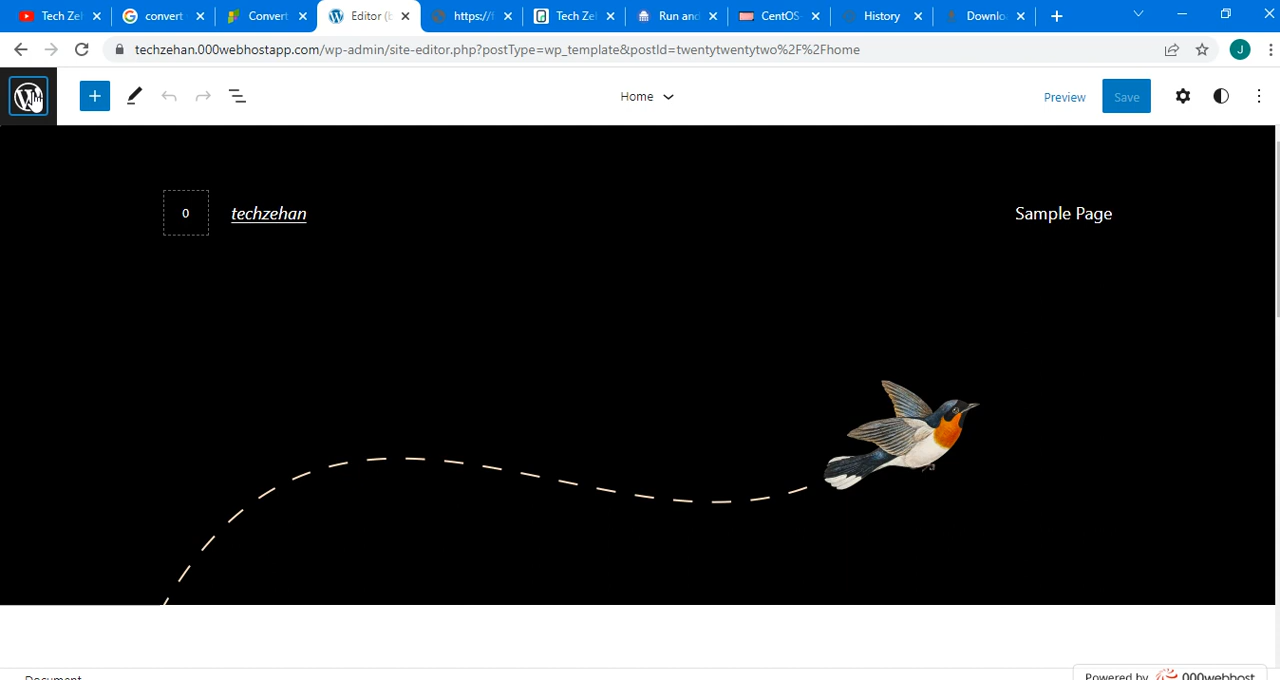 Tech Ze
convert
Convert
Editor (b
https://
Tech Ze
Run and
CentOS
History
Downlo
techzehan.000webhostapp.com/wp-admin/site-editor.php?postType=wp_template&postId=twentytwentytwo%2F%2Fhome
J
Home
Preview
Save
0
techzehan
Sample Page
Document
Powered by 000webhost